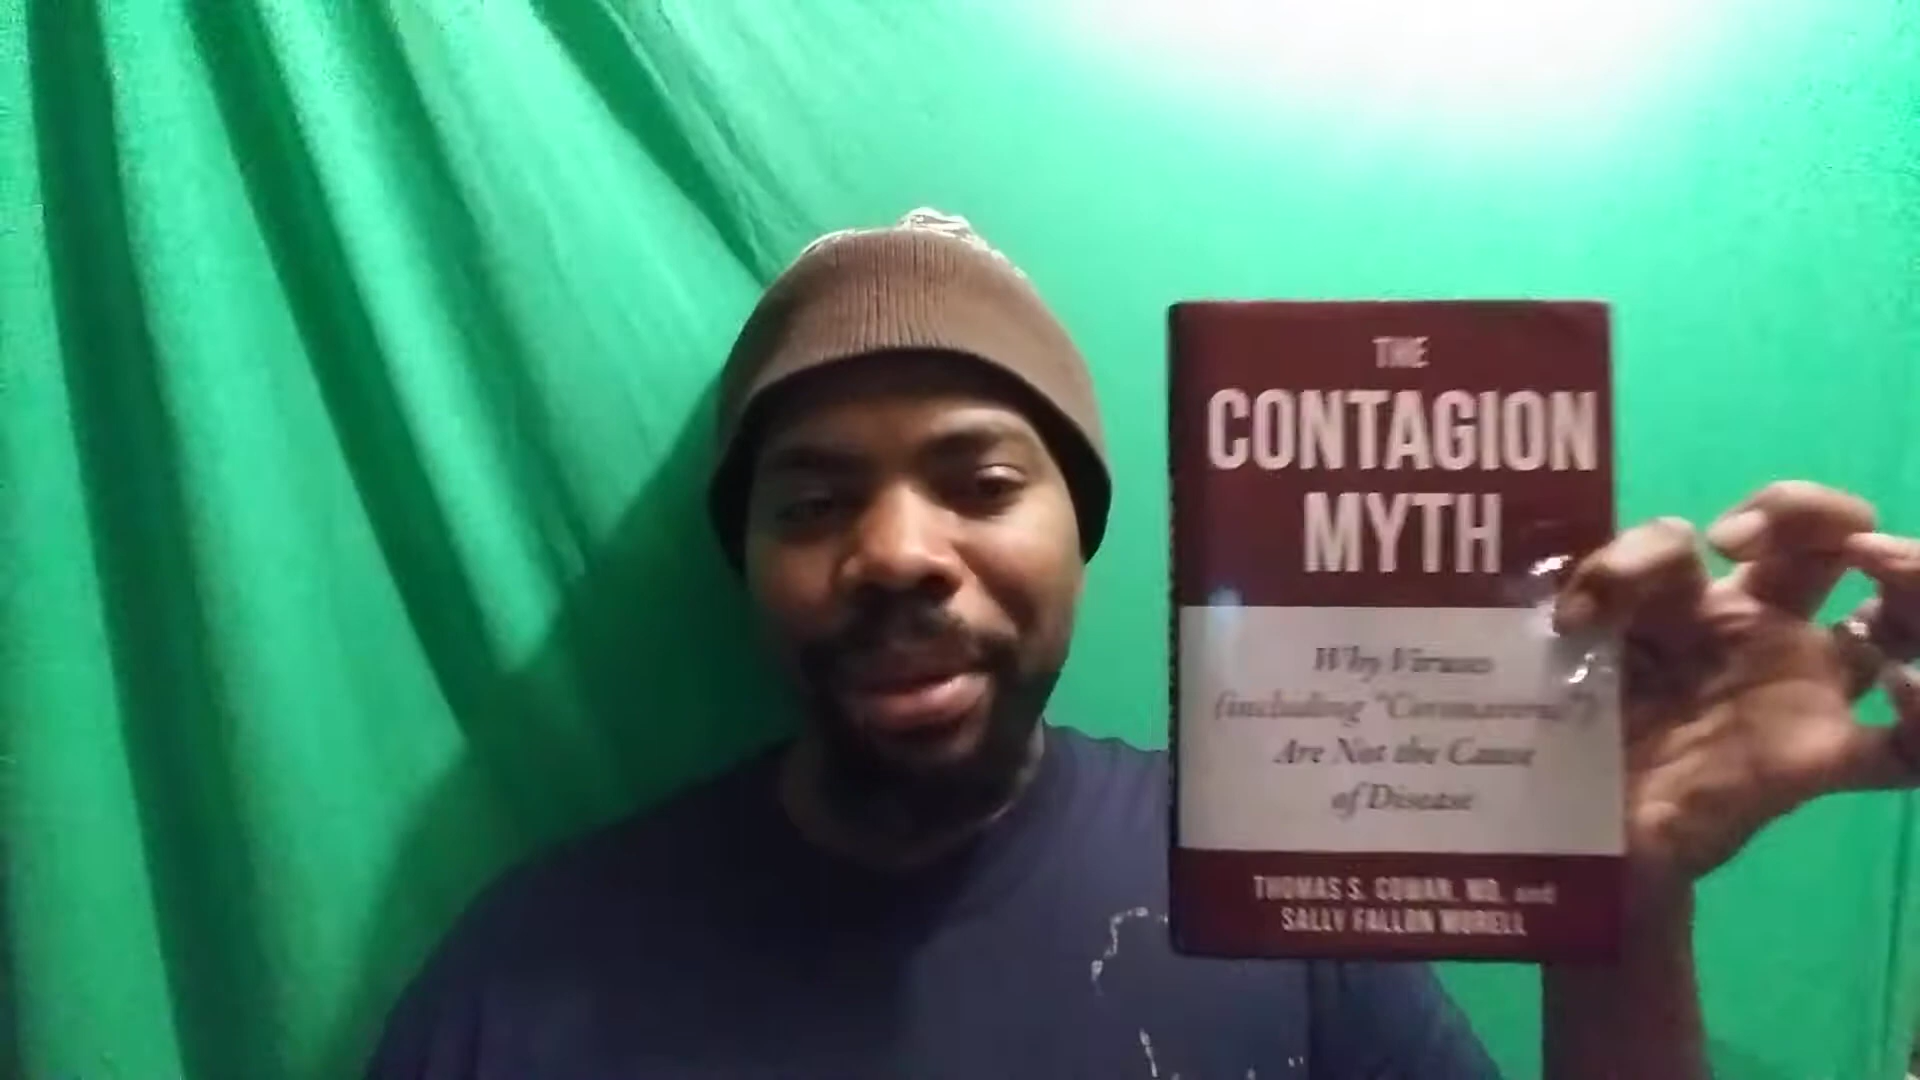 THE
CONTAGION
MYTH
Why Viruses
(including "Coronavirus")
Are Not the Cause
of Disease
THOMAS S. COWAN, MD, and
SALLY FALLON MORELL